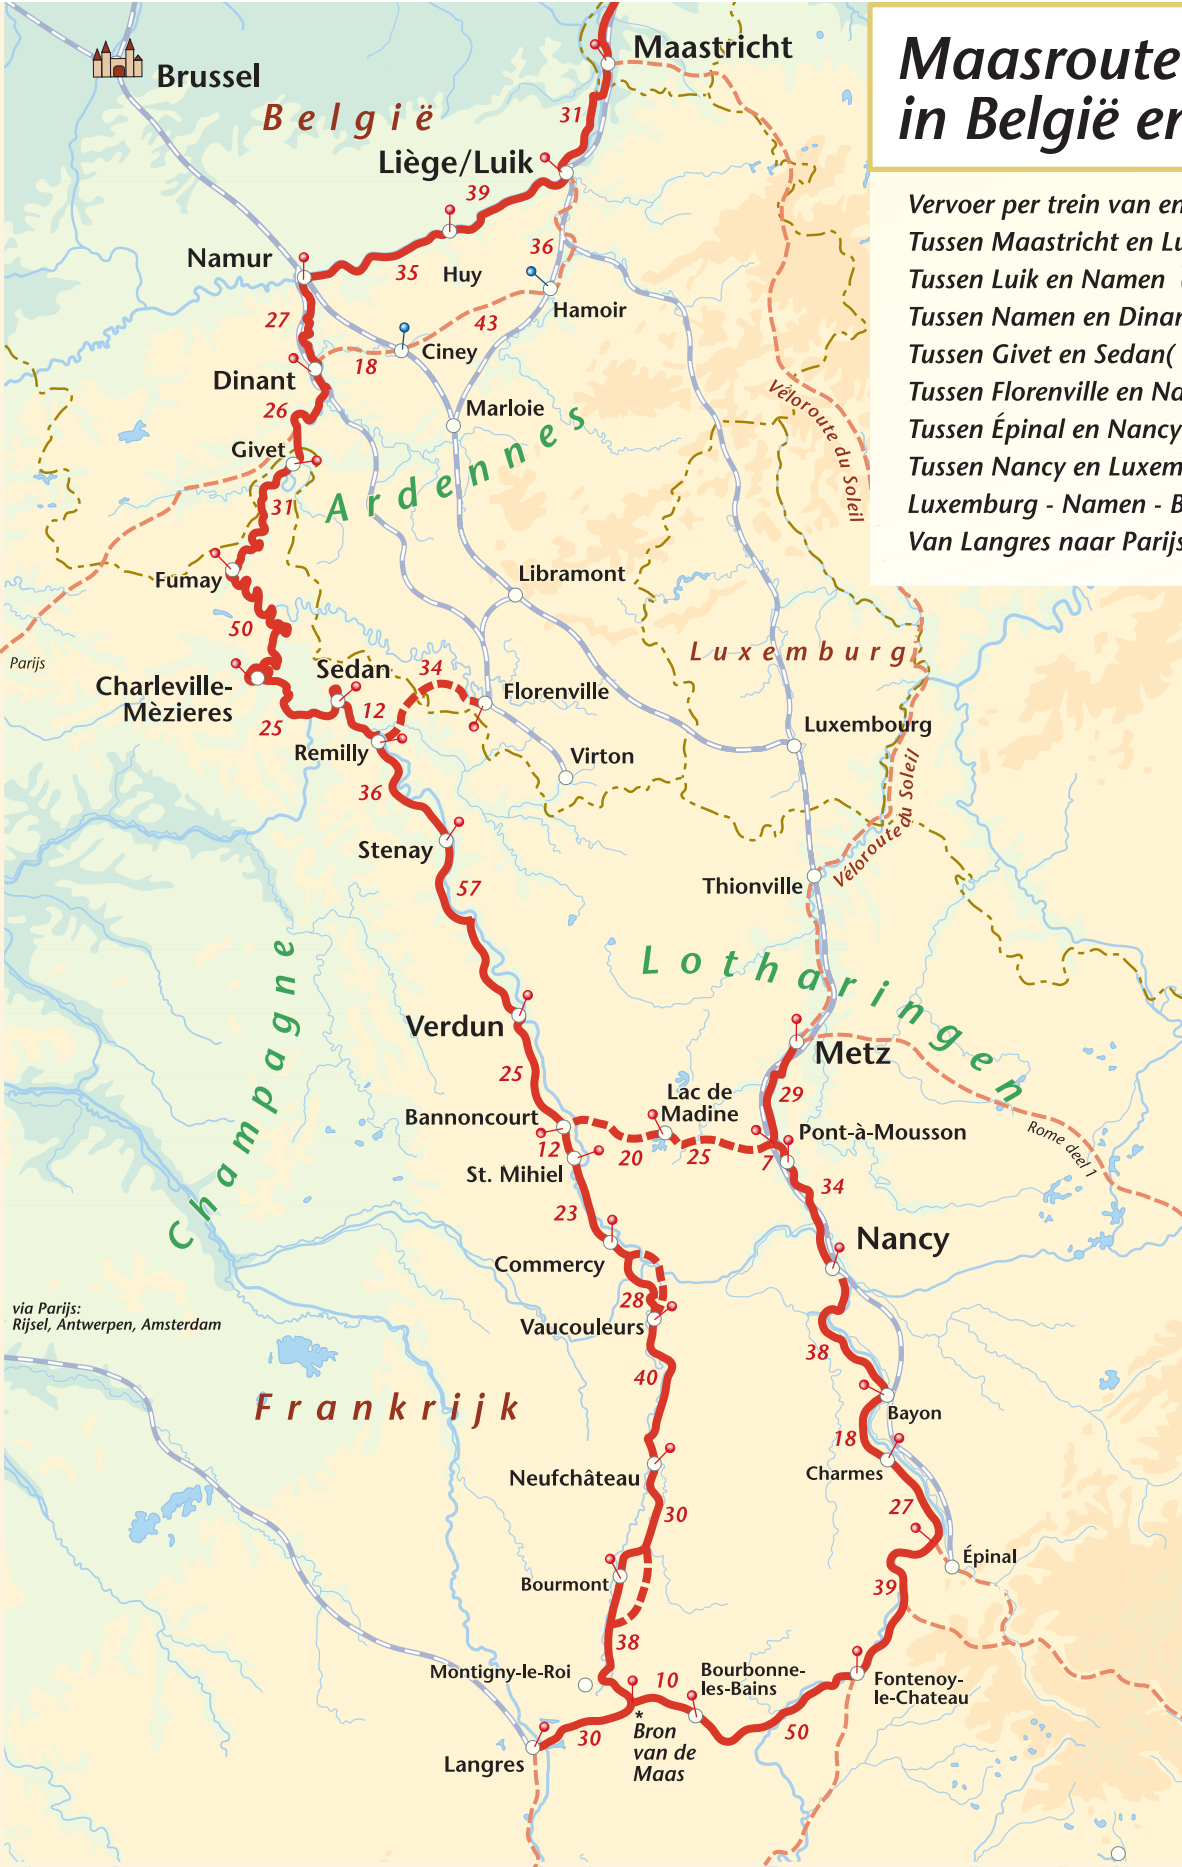 Maasroute
in België en
Vervoer per trein van en
Tussen Maastricht en Lu
Tussen Luik en Namen
Tussen Namen en Dinan
Tussen Givet en Sedan(
Tussen Florenville en Na
Tussen Épinal en Nancy
Tussen Nancy en Luxem
Luxemburg - Namen - B
Van Langres naar Parijs
Maastricht
Brussel
België
31
Liège/Luik
39
Namur
35
Huy
36
Hamoir
27
43
Ciney
18
Dinant
26
Marloie
Givet
Ardennes
Véloroute du Soleil
31
Fumay
Libramont
50
Parijs
Luxemburg
Sedan
34
Charleville-
Mèzieres
Florenville
12
25
Remilly
Luxembourg
Virton
36
Véloroute du Soleil
Stenay
Thionville
57
Champagne
Lotharingen
Verdun
Metz
25
29
Lac de
Madine
Bannoncourt
Pont-à-Mousson
Rome deel 1
12
20
25
7
St. Mihiel
34
23
Nancy
Commercy
28
via Parijs:
Rijsel, Antwerpen, Amsterdam
Vaucouleurs
38
40
Frankrijk
Bayon
18
Neufchâteau
Charmes
30
27
Épinal
Bourmont
39
38
Montigny-le-Roi
10
Bourbonne-
les-Bains
Fontenoy-
le-Chateau
30
*
Bron
van de
Maas
50
Langres